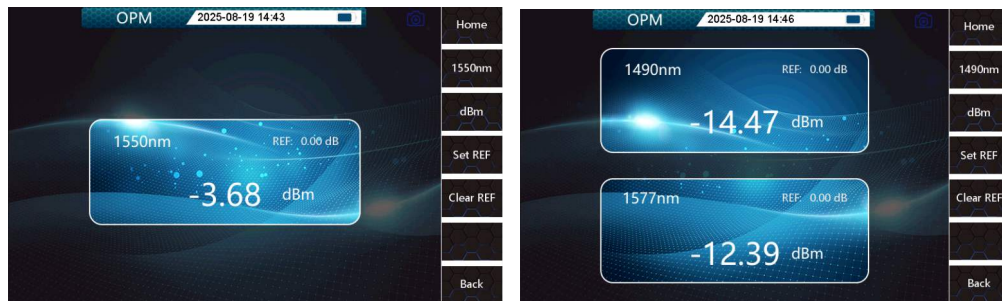 OPM
2025-08-19 14:43
Home
1550nm
dBm
Set REF
Clear REF
Back
1550nm
REF: 0.00 dB
-3.68 dBm
OPM
2025-08-19 14:46
Home
1490nm
dBm
Set REF
Clear REF
Back
1490nm
REF: 0.00 dB
-14.47 dBm
1577nm
REF: 0.00 dB
-12.39 dBm